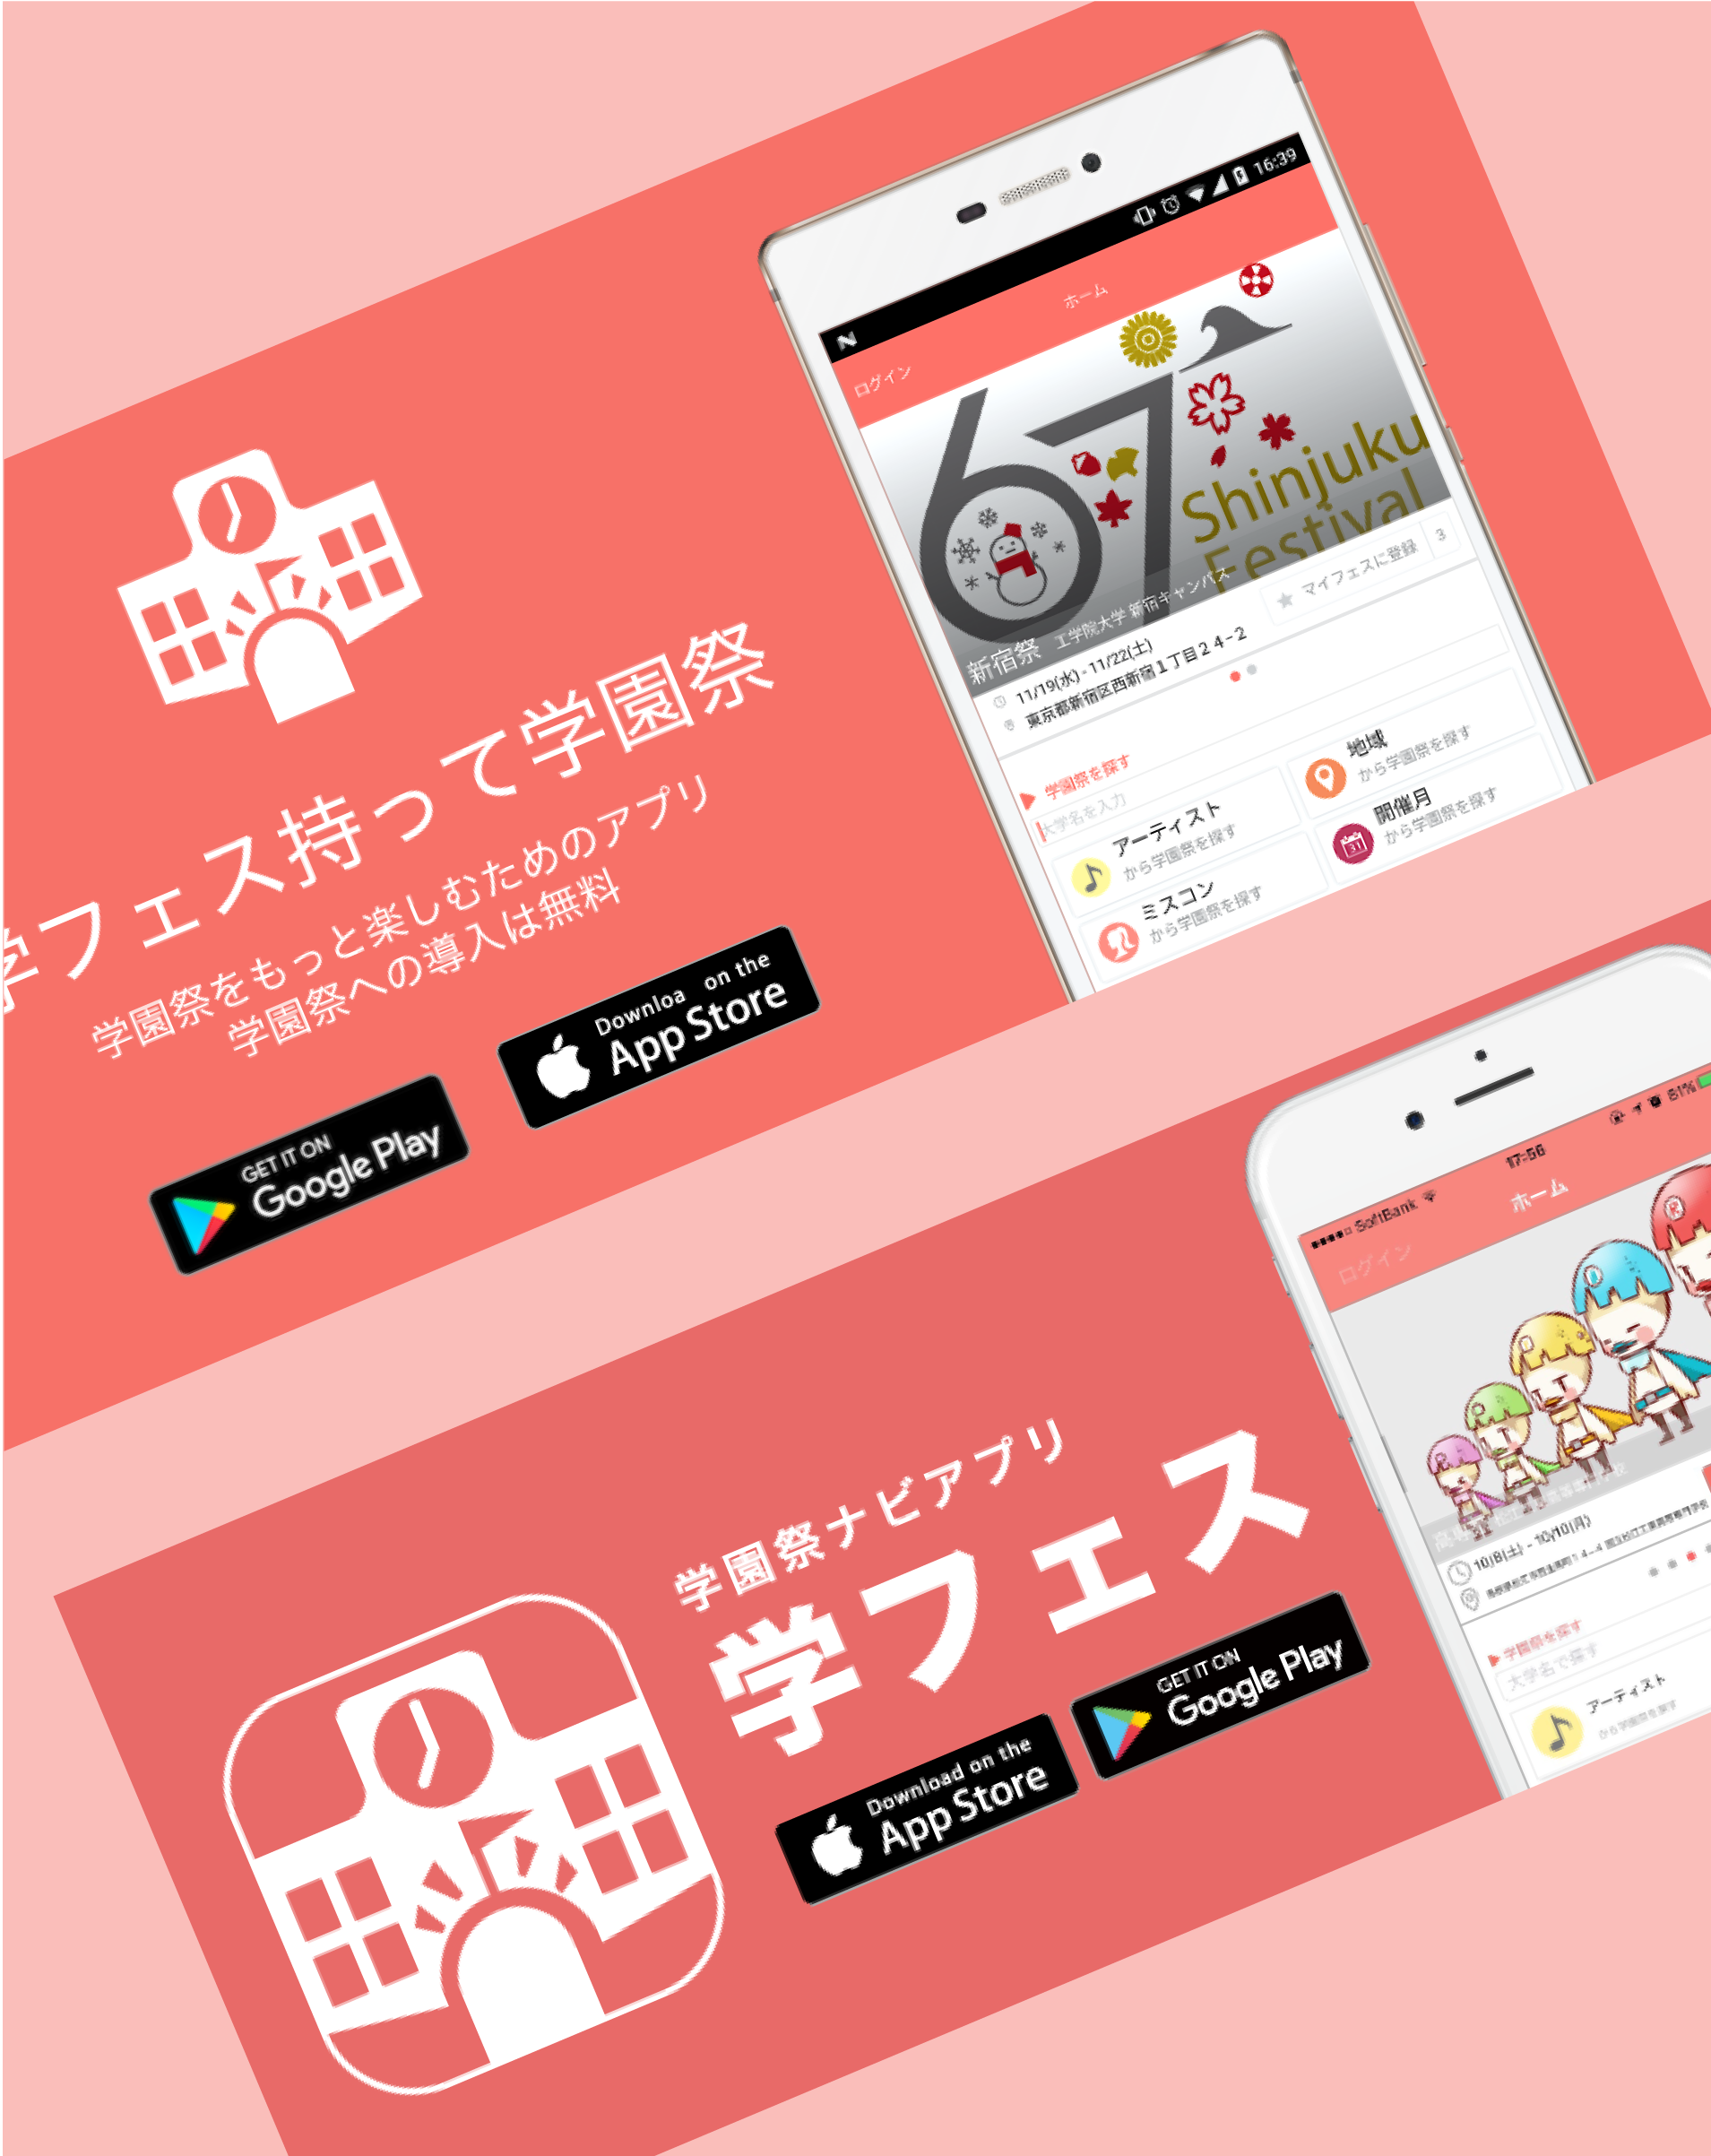 学フェス持って学園祭
学園祭をもっと楽しむためのアプリ
学園祭への導入は無料
GET IT ON
Google Play
Downloa on the
App Store
16:39
ログイン
ホーム
67
Shinjuku
Festival
新宿祭 工学院大学 新宿キャンパス
11/19(水) - 11/22(土)
東京都新宿区西新宿1丁目24-2
マイフェスに登録 3
学園祭を探す
大学名を入力
アーティスト
から学園祭を探す
地域
から学園祭を探す
ミスコン
から学園祭を探す
開催月
から学園祭を探す
31
学園祭ナビアプリ
学フェス
Download on the
App Store
GET IT ON
Google Play
SoftBank
17:56
81%
ログイン
ホーム
10/8(土) - 10/10(月)
学園祭を探す
大学名で探す
アーティスト
から学園祭を探す